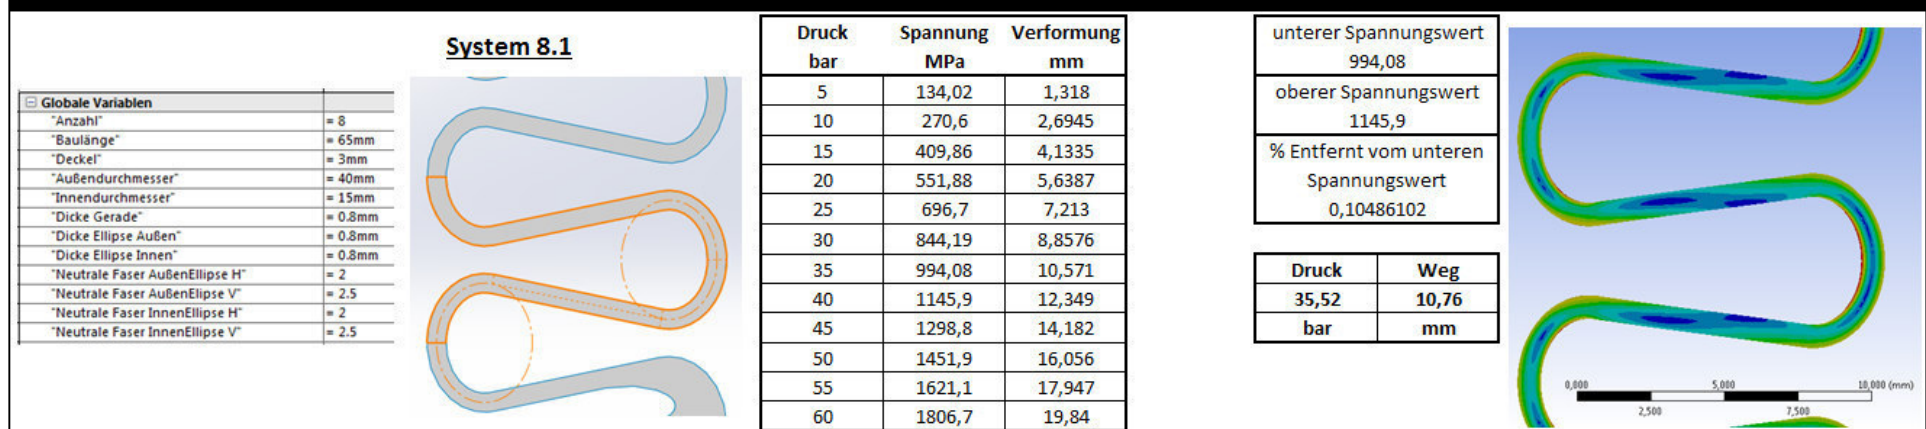 System 8.1
Globale Variablen
"Anzahl" = 8
"Baulänge" = 65mm
"Deckel" = 3mm
"Außendurchmesser" = 40mm
"Innendurchmesser" = 15mm
"Dicke Gerade" = 0.8mm
"Dicke Ellipse Außen" = 0.8mm
"Dicke Ellipse Innen" = 0.8mm
"Neutrale Faser AußenEllipse H" = 2
"Neutrale Faser AußenElipse V" = 2.5
"Neutrale Faser InnenEllipse H" = 2
"Neutrale Faser InnenEllipse V" = 2.5
Druck Spannung Verformung
bar MPa mm
5 134,02 1,318
10 270,6 2,6945
15 409,86 4,1335
20 551,88 5,6387
25 696,7 7,213
30 844,19 8,8576
35 994,08 10,571
40 1145,9 12,349
45 1298,8 14,182
50 1451,9 16,056
55 1621,1 17,947
60 1806,7 19,84
unterer Spannungswert
994,08
oberer Spannungswert
1145,9
% Entfernt vom unteren
Spannungswert
0,10486102
Druck Weg
35,52 10,76
bar mm
0,000 5,000 10,000 (mm)
2,500 7,500